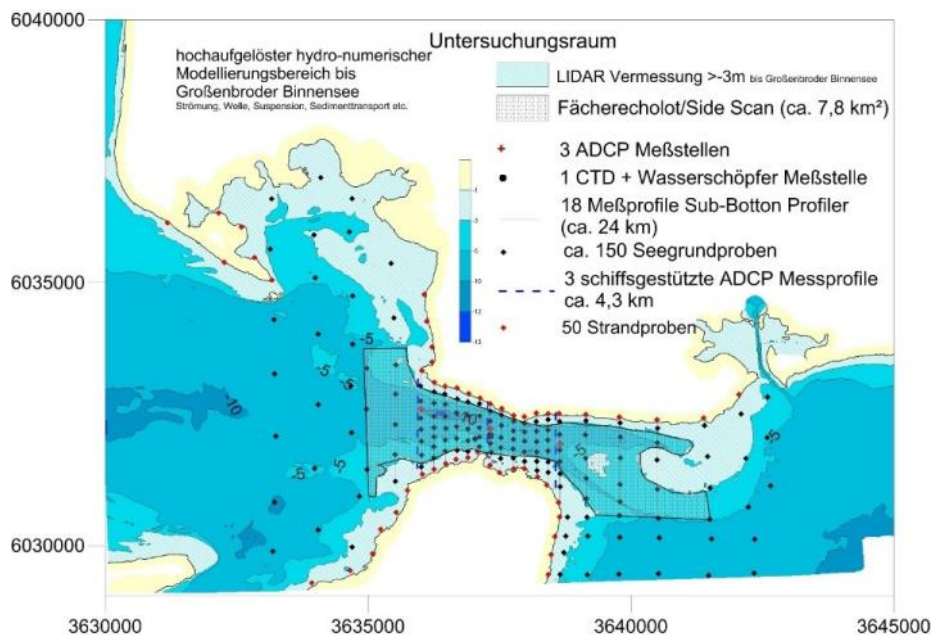 6040000
hochaufgelöster hydro-numerischer
Modellierungsbereich bis
Großenbroder Binnensee
Strömung, Welle, Suspension, Sedimenttransport etc.
Untersuchungsraum
LIDAR Vermessung >-3m bis Großenbroder Binnensee
Fächerecholot/Side Scan (ca. 7,8 km²)
3 ADCP Meßstellen
1 CTD + Wasserschöpfer Meßstelle
18 Meßprofile Sub-Botton Profiler
(ca. 24 km)
ca. 150 Seegrundproben
3 schiffsgestützte ADCP Messprofile
ca. 4,3 km
50 Strandproben
6035000
-5
-5
-5
-10
-10
-5
-5
-5
-5
6030000
3630000
3635000
3640000
3645000